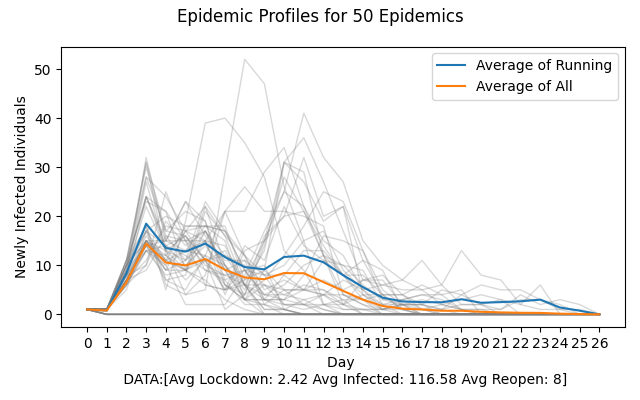 Epidemic Profiles for 50 Epidemics
Average of Running
Average of All
Newly Infected Individuals
50
40
30
20
10
0
0 1 2 3 4 5 6 7 8 9 10 11 12 13 14 15 16 17 18 19 20 21 22 23 24 25 26
Day
DATA:[Avg Lockdown: 2.42 Avg Infected: 116.58 Avg Reopen: 8]